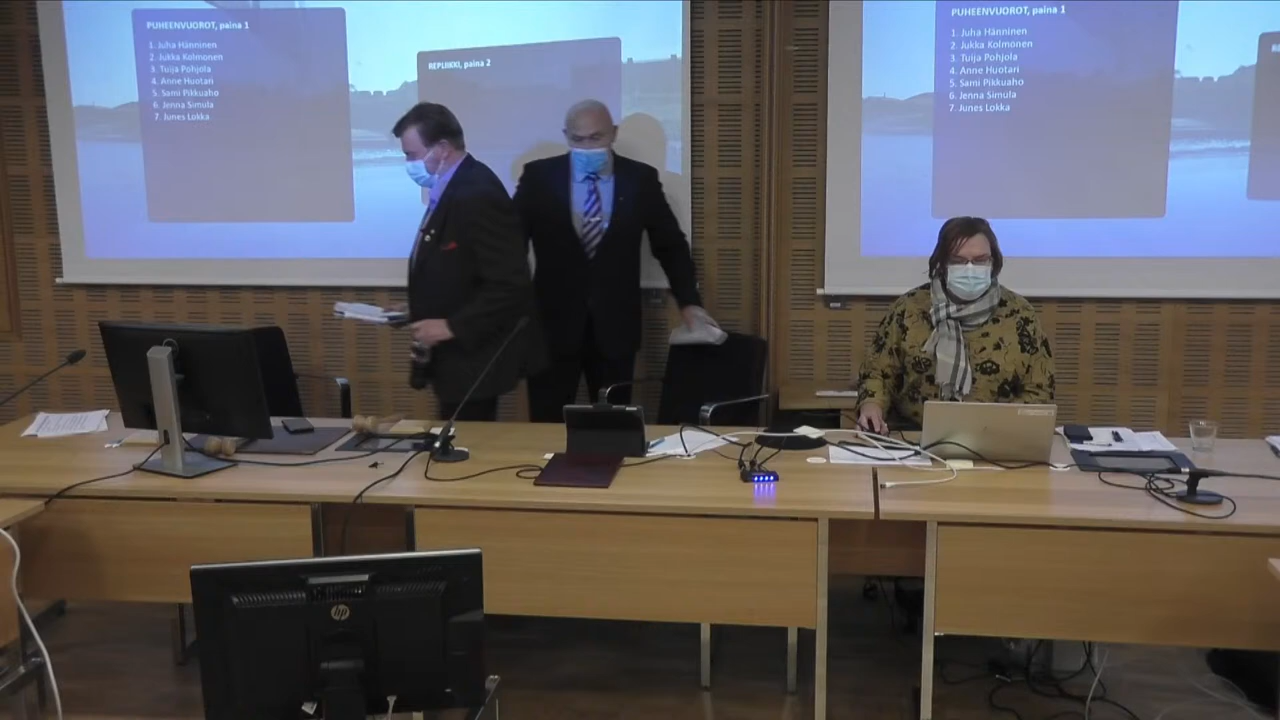 PUHEENVUOROT, paina 1
1. Juha Hänninen
2. Jukka Kolmonen
3. Tuija Pohjola
4. Anne Huotari
5. Sami Pikkuaho
6. Jenna Simula
7. Junes Lokka
REPLIIKKI, paina 2
PUHEENVUOROT, paina 1
1. Juha Hänninen
2. Jukka Kolmonen
3. Tuija Pohjola
4. Anne Huotari
5. Sami Pikkuaho
6. Jenna Simula
7. Junes Lokka
hp